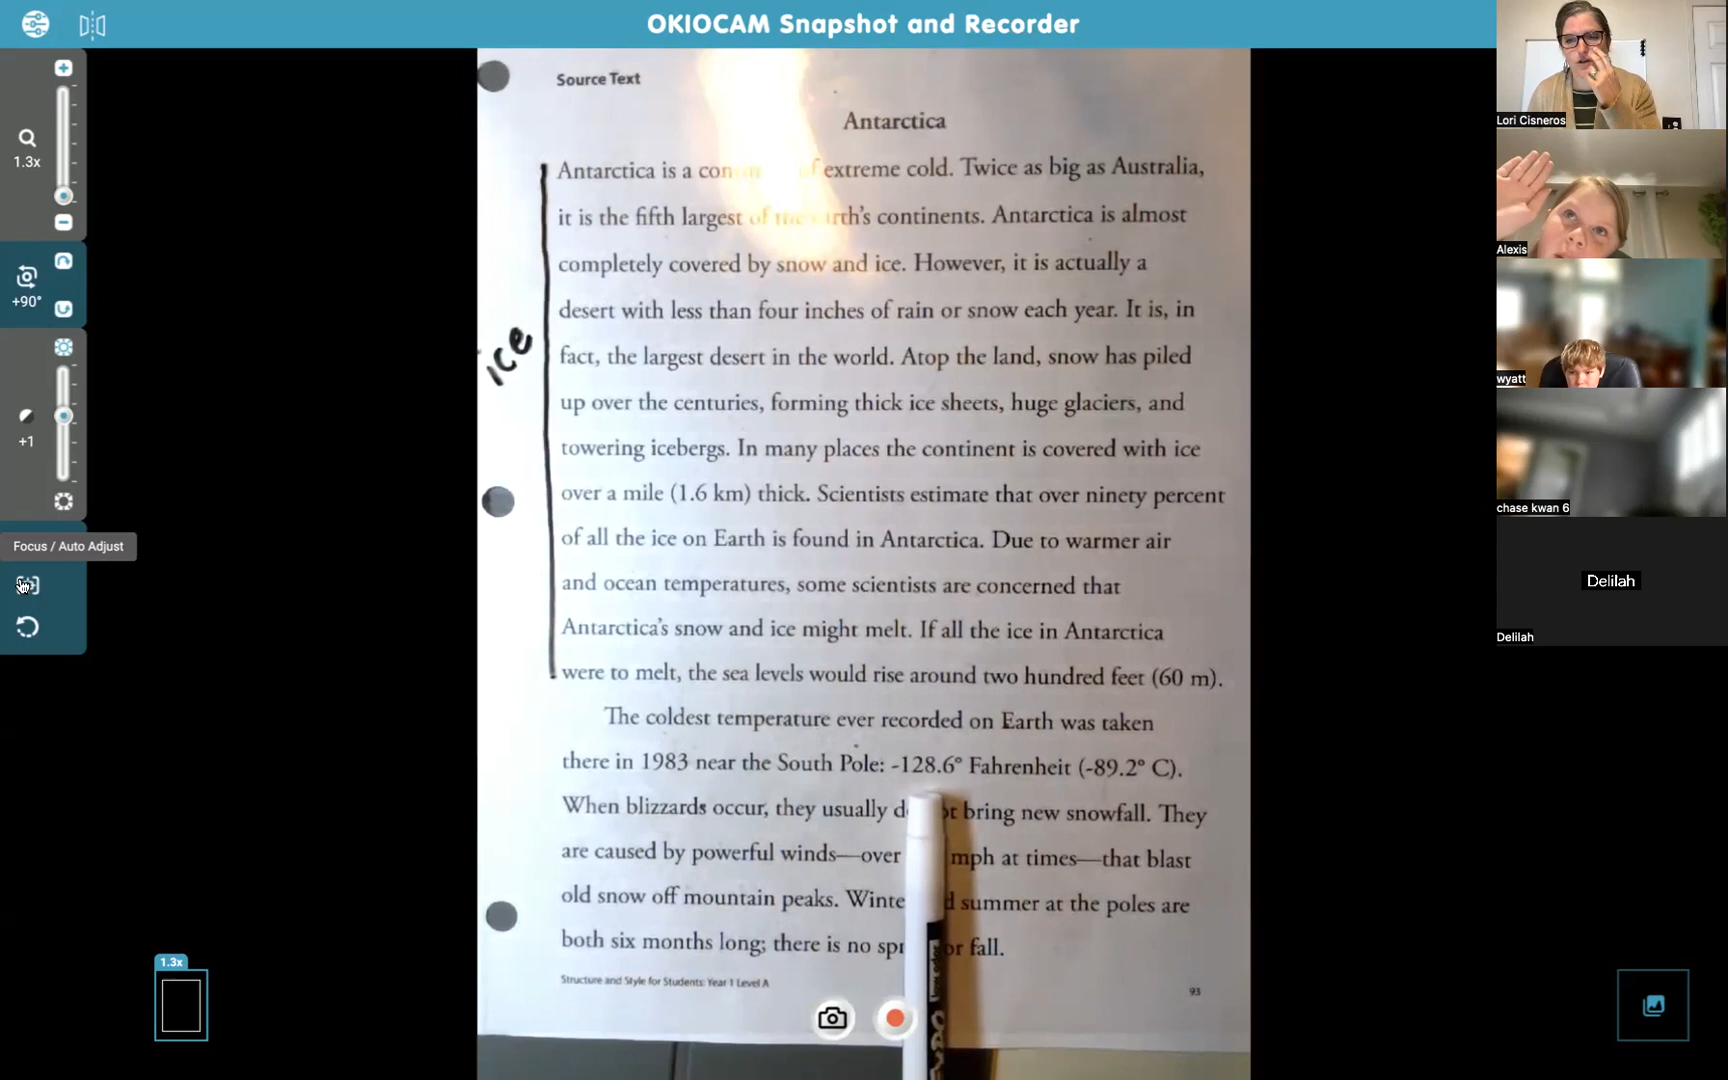 OKIOCAM Snapshot and Recorder
1.3x
+90°
+1
Focus / Auto Adjust
1.3x
Source Text
Antarctica
Antarctica is a extreme cold. Twice as big as Australia,
it is the fifth largest of the earth's continents. Antarctica is almost
completely covered by snow and ice. However, it is actually a
desert with less than four inches of rain or snow each year. It is, in
fact, the largest desert in the world. Atop the land, snow has piled
up over the centuries, forming thick ice sheets, huge glaciers, and
towering icebergs. In many places the continent is covered with ice
over a mile (1.6 km) thick. Scientists estimate that over ninety percent
of all the ice on Earth is found in Antarctica. Due to warmer air
and ocean temperatures, some scientists are concerned that
Antarctica's snow and ice might melt. If all the ice in Antarctica
were to melt, the sea levels would rise around two hundred feet (60 m).
The coldest temperature ever recorded on Earth was taken
there in 1983 near the South Pole: -128.6° Fahrenheit (-89.2° C).
When blizzards occur, they usually bring new snowfall. They
are caused by powerful winds—over mph at times—that blast
old snow off mountain peaks. summer at the poles are
both six months long; there is no fall.
Structure and Style for Students: Year 1 Level A
93
ice
Lori Cisneros
Alexis
wyatt
chase kwan 6
Delilah
Delilah